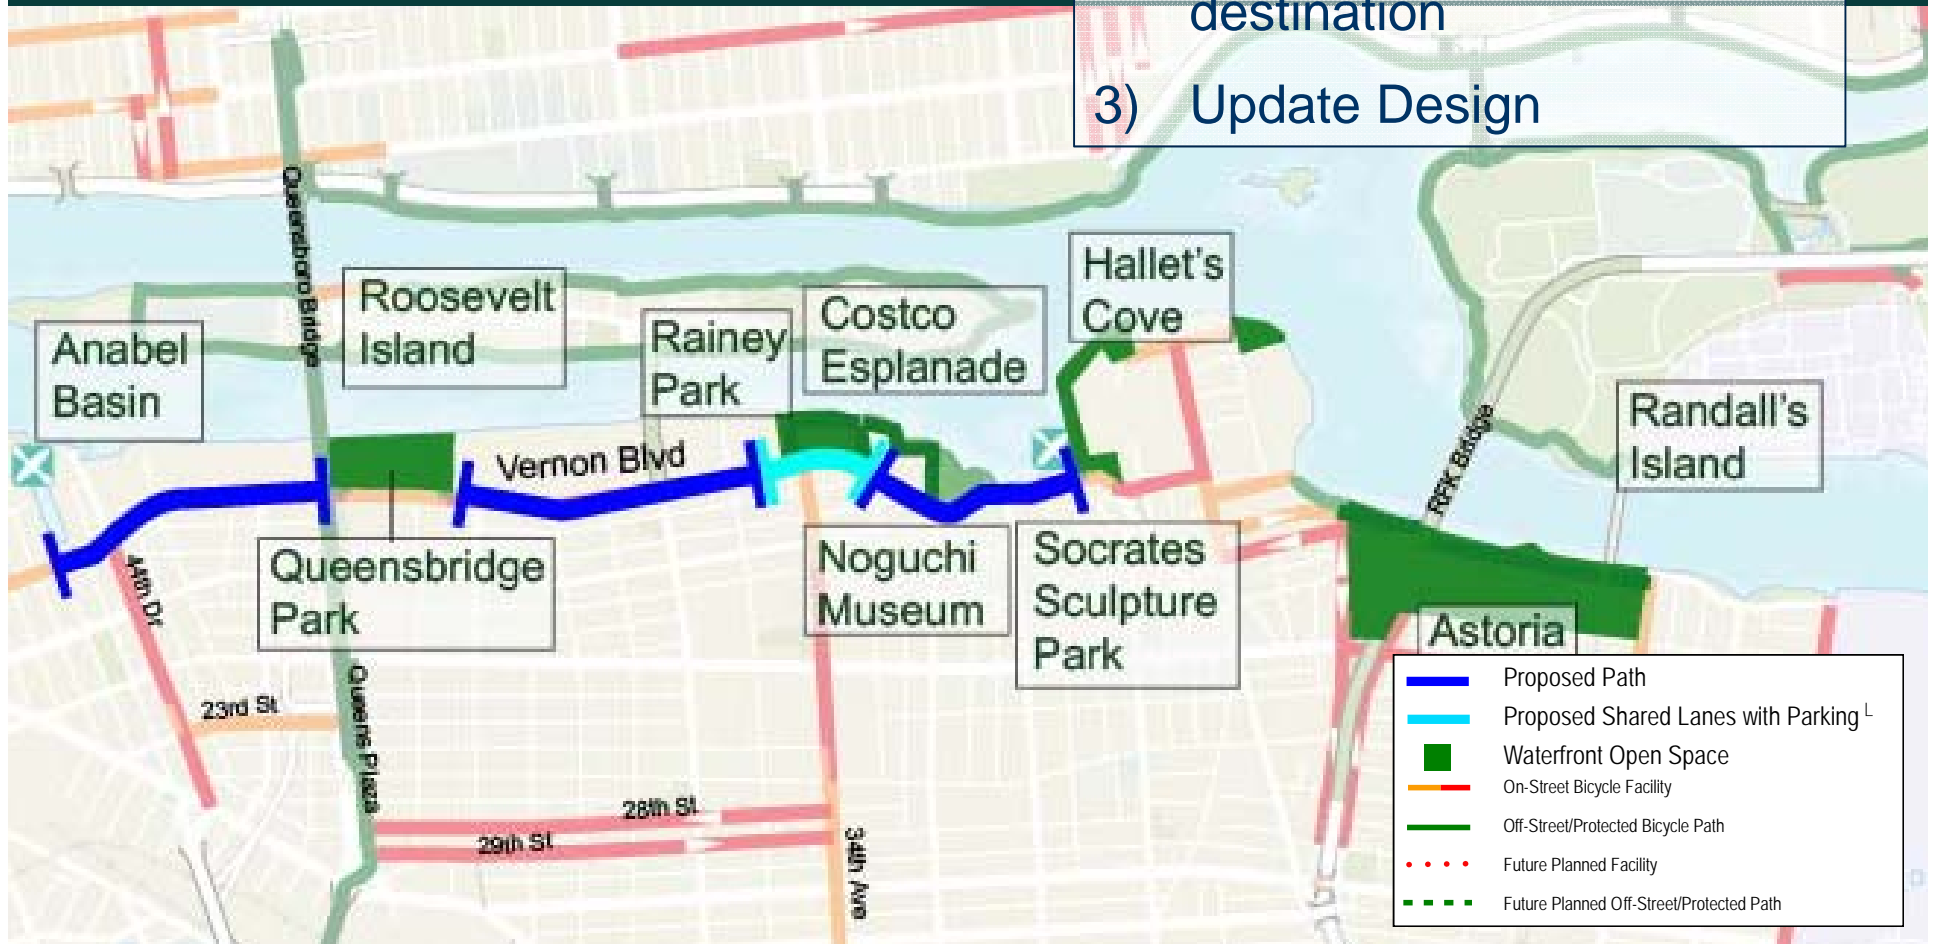 destination
3) Update Design
Queensboro Bridge
Hallet's
Cove
Roosevelt
Island
Costco
Esplanade
Rainey
Park
Anabel
Basin
Randall's
Island
RFK Bridge
Vernon Blvd
Queensbridge
Park
Noguchi
Museum
Socrates
Sculpture
Park
44th Dr
Astoria
23rd St
Queens Plaza
28th St
29th St
34th Ave
Proposed Path
Proposed Shared Lanes with Parking L
Waterfront Open Space
On-Street Bicycle Facility
Off-Street/Protected Bicycle Path
Future Planned Facility
Future Planned Off-Street/Protected Path